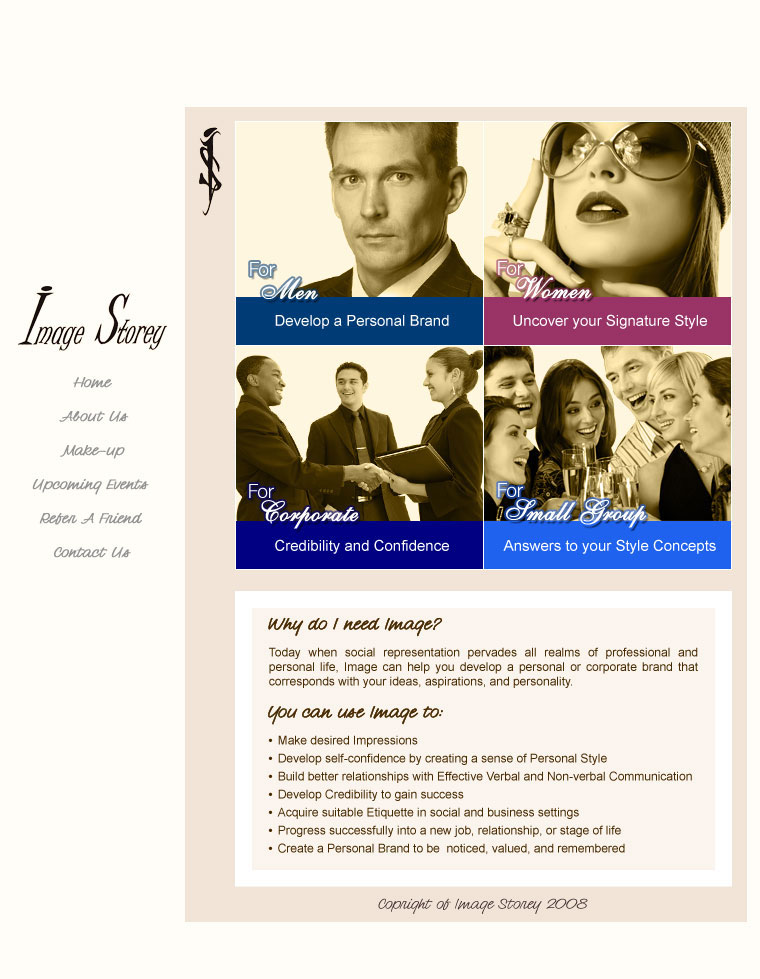 Image Storey
Home
About Us
Make-up
Upcoming Events
Refer A Friend
Contact Us
For
Men
Develop a Personal Brand
For
Women
Uncover your Signature Style
For
Corporate
Credibility and Confidence
For
Small Group
Answers to your Style Concepts
Why do I need Image?
Today when social representation pervades all realms of professional and
personal life, Image can help you develop a personal or corporate brand that
corresponds with your ideas, aspirations, and personality.
You can use Image to:
• Make desired Impressions
• Develop self-confidence by creating a sense of Personal Style
• Build better relationships with Effective Verbal and Non-verbal Communication
• Develop Credibility to gain success
• Acquire suitable Etiquette in social and business settings
• Progress successfully into a new job, relationship, or stage of life
• Create a Personal Brand to be noticed, valued, and remembered
Copright of Image Storey 2008